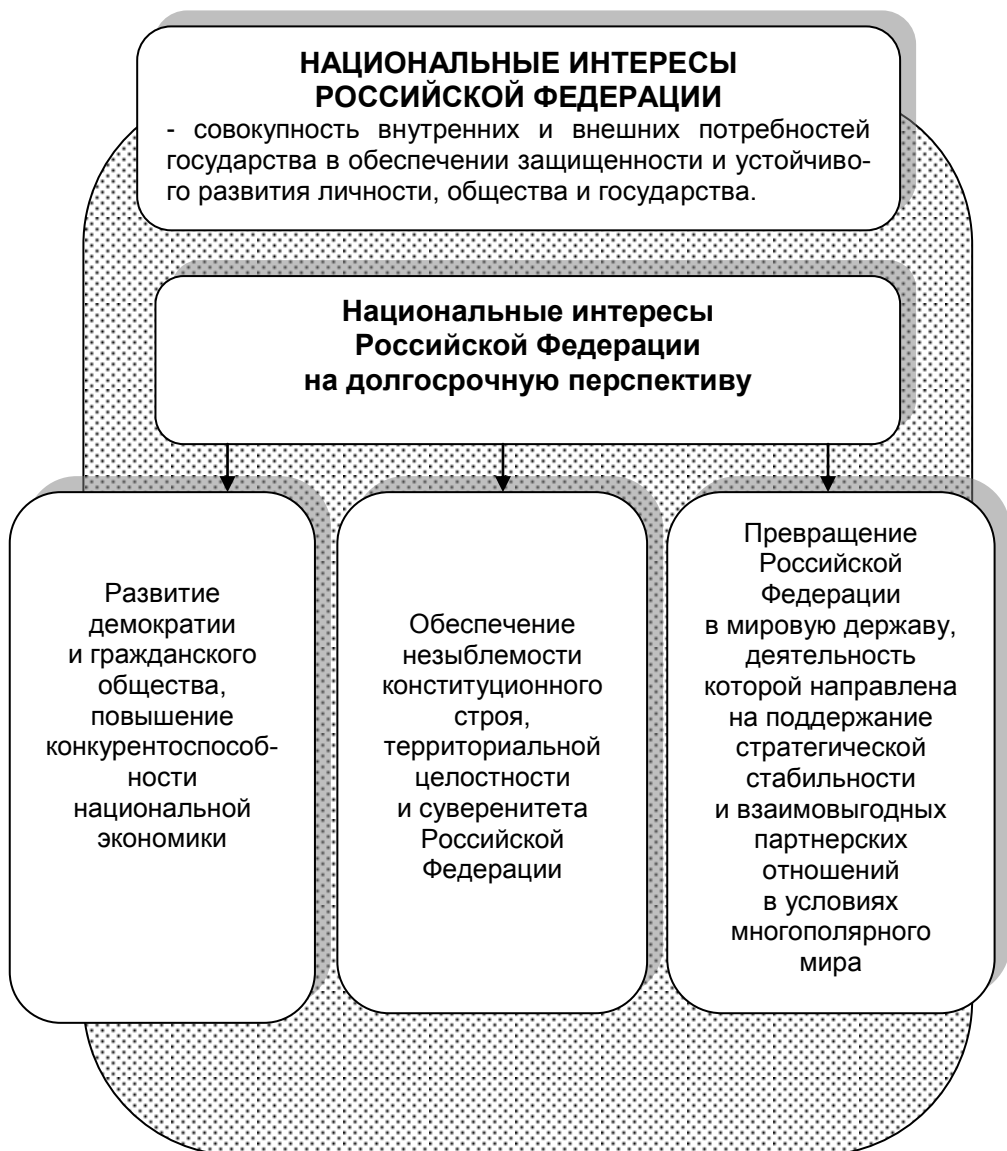 НАЦИОНАЛЬНЫЕ ИНТЕРЕСЫ
РОССИЙСКОЙ ФЕДЕРАЦИИ
- совокупность внутренних и внешних потребностей
государства в обеспечении защищенности и устойчиво-
го развития личности, общества и государства.
Национальные интересы
Российской Федерации
на долгосрочную перспективу
Развитие
демократии
и гражданского
общества,
повышение
конкурентоспособ-
ности
национальной
экономики
Обеспечение
незыблемости
конституционного
строя,
территориальной
целостности
и суверенитета
Российской
Федерации
Превращение
Российской
Федерации
в мировую державу,
деятельность
которой направлена
на поддержание
стратегической
стабильности
и взаимовыгодных
партнерских
отношений
в условиях
многополярного
мира